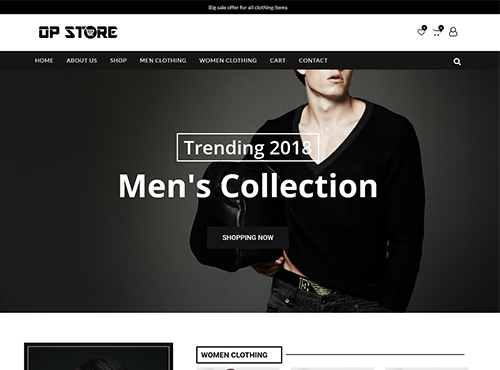 Big sale offer for all clothing items
OP STORE
0 0
HOME ABOUT US SHOP MEN CLOTHING WOMEN CLOTHING CART CONTACT
Trending 2018
Men's Collection
SHOPPING NOW
WOMEN CLOTHING